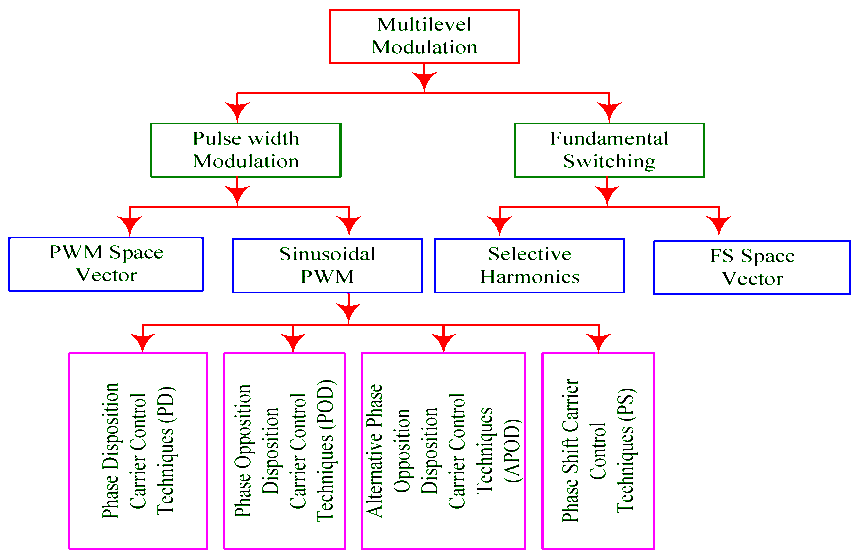 Multilevel
Modulation
Pulse width
Modulation
Fundamental
Switching
PWM Space
Vector
Sinusoidal
PWM
Selective
Harmonics
FS Space
Vector
Phase Disposition
Carrier Control
Techniques (PD)
Phase Opposition
Disposition
Carrier Control
Techniques (POD)
Alternative Phase
Opposition
Disposition
Carrier Control
Techniques
(APOD)
Phase Shift Carrier
Control
Techniques (PS)